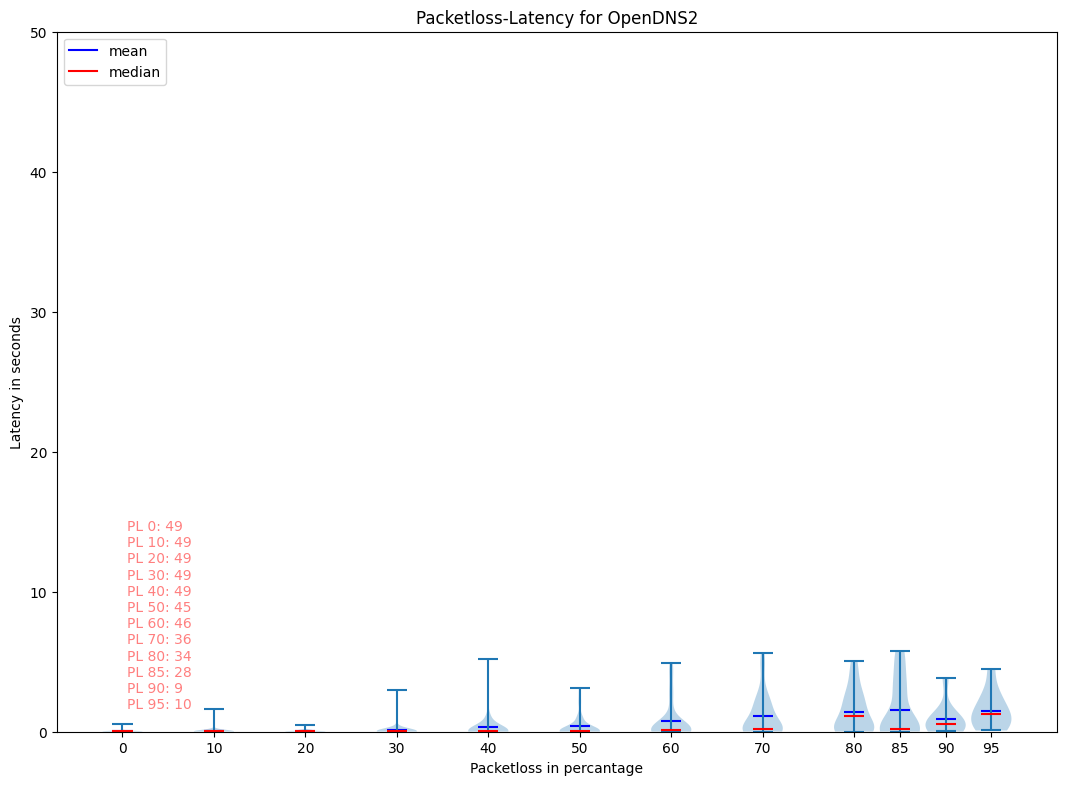 Packetloss-Latency for OpenDNS2
mean
median
50
40
30
20
10
0
Latency in seconds
PL 0: 49
PL 10: 49
PL 20: 49
PL 30: 49
PL 40: 49
PL 50: 45
PL 60: 46
PL 70: 36
PL 80: 34
PL 85: 28
PL 90: 9
PL 95: 10
0 10 20 30 40 50 60 70 80 85 90 95
Packetloss in percantage